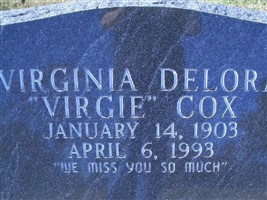 VIRGINIA DELORA
"VIRGIE" COX
JANUARY 14, 1903
APRIL 6, 1993
"WE MISS YOU SO MUCH"